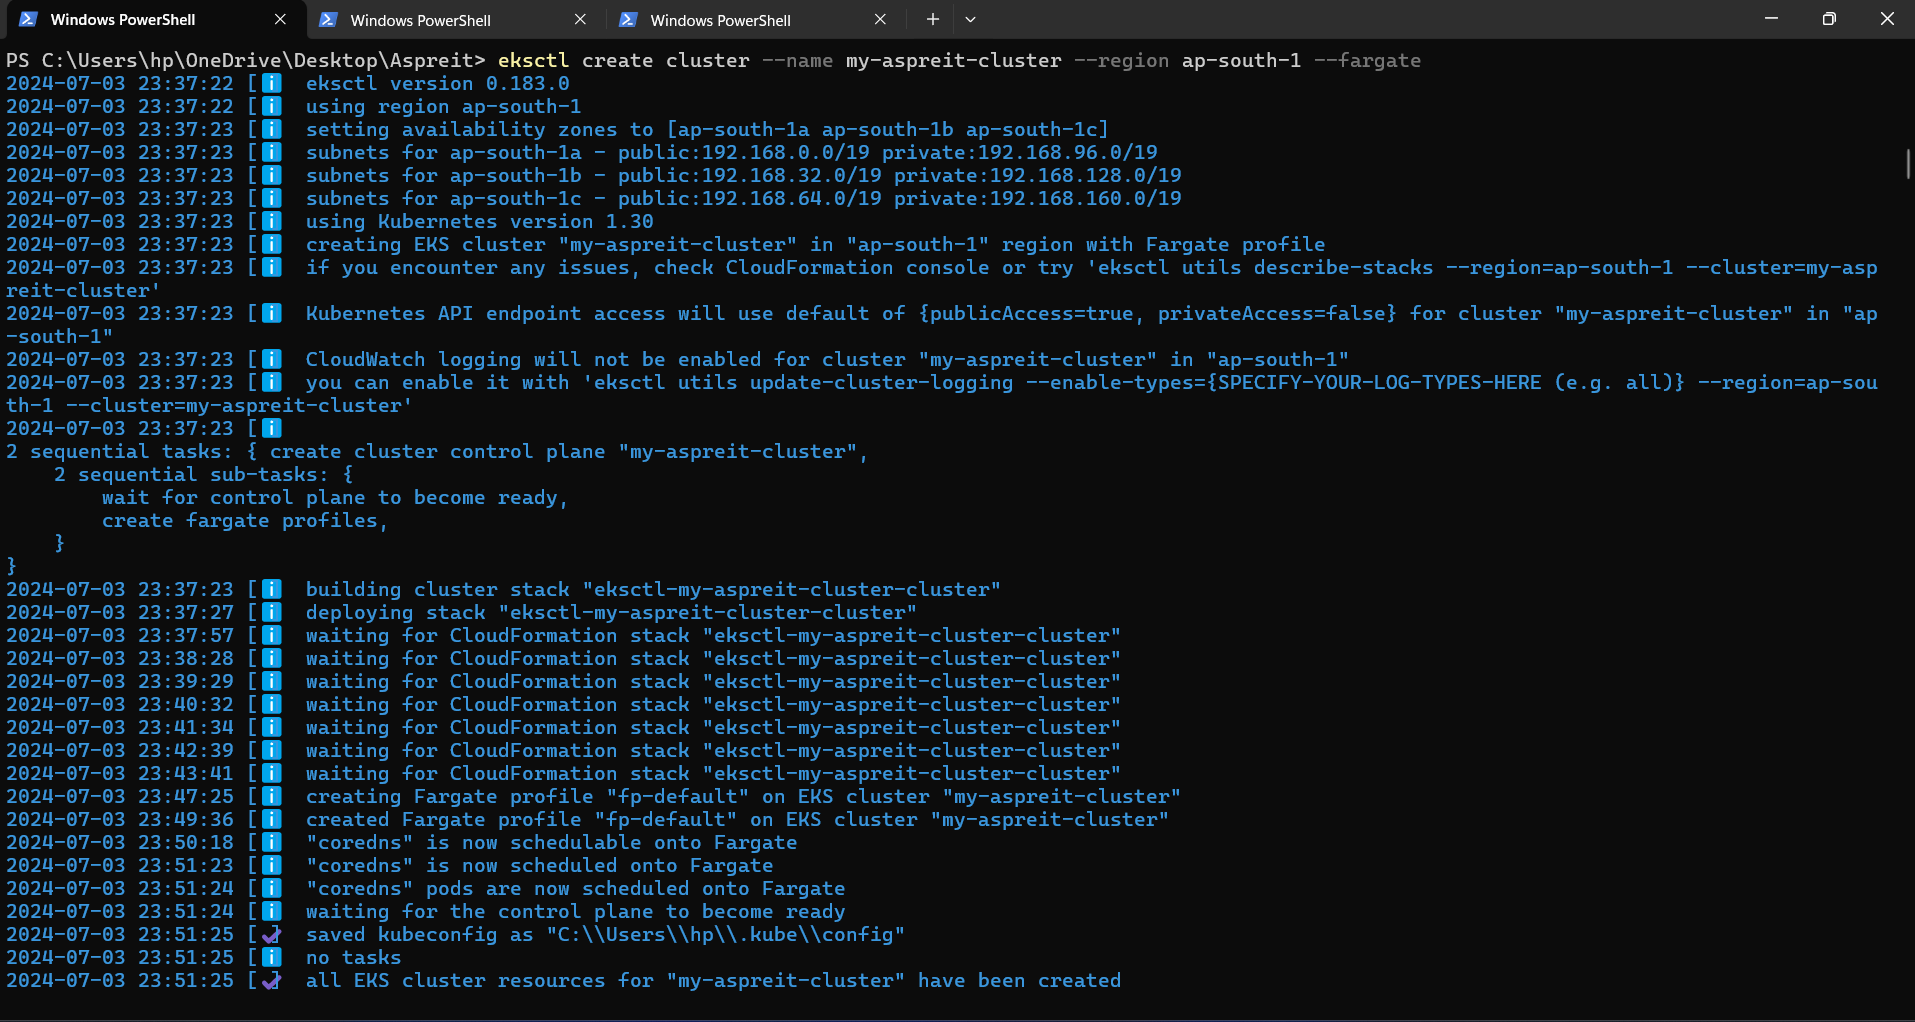 Windows PowerShell
Windows PowerShell
Windows PowerShell
PS C:\Users\hp\OneDrive\Desktop\Aspreit> eksctl create cluster --name my-aspreit-cluster --region ap-south-1 --fargate
2024-07-03 23:37:22 [ℹ]  eksctl version 0.183.0
2024-07-03 23:37:22 [ℹ]  using region ap-south-1
2024-07-03 23:37:23 [ℹ]  setting availability zones to [ap-south-1a ap-south-1b ap-south-1c]
2024-07-03 23:37:23 [ℹ]  subnets for ap-south-1a - public:192.168.0.0/19 private:192.168.96.0/19
2024-07-03 23:37:23 [ℹ]  subnets for ap-south-1b - public:192.168.32.0/19 private:192.168.128.0/19
2024-07-03 23:37:23 [ℹ]  subnets for ap-south-1c - public:192.168.64.0/19 private:192.168.160.0/19
2024-07-03 23:37:23 [ℹ]  using Kubernetes version 1.30
2024-07-03 23:37:23 [ℹ]  creating EKS cluster "my-aspreit-cluster" in "ap-south-1" region with Fargate profile
2024-07-03 23:37:23 [ℹ]  if you encounter any issues, check CloudFormation console or try 'eksctl utils describe-stacks --region=ap-south-1 --cluster=my-asp
reit-cluster'
2024-07-03 23:37:23 [ℹ]  Kubernetes API endpoint access will use default of {publicAccess=true, privateAccess=false} for cluster "my-aspreit-cluster" in "ap
-south-1"
2024-07-03 23:37:23 [ℹ]  CloudWatch logging will not be enabled for cluster "my-aspreit-cluster" in "ap-south-1"
2024-07-03 23:37:23 [ℹ]  you can enable it with 'eksctl utils update-cluster-logging --enable-types={SPECIFY-YOUR-LOG-TYPES-HERE (e.g. all)} --region=ap-sou
th-1 --cluster=my-aspreit-cluster'
2024-07-03 23:37:23 [ℹ]
2 sequential tasks: { create cluster control plane "my-aspreit-cluster",
    2 sequential sub-tasks: {
        wait for control plane to become ready,
        create fargate profiles,
    }
}
2024-07-03 23:37:23 [ℹ]  building cluster stack "eksctl-my-aspreit-cluster-cluster"
2024-07-03 23:37:27 [ℹ]  deploying stack "eksctl-my-aspreit-cluster-cluster"
2024-07-03 23:37:57 [ℹ]  waiting for CloudFormation stack "eksctl-my-aspreit-cluster-cluster"
2024-07-03 23:38:28 [ℹ]  waiting for CloudFormation stack "eksctl-my-aspreit-cluster-cluster"
2024-07-03 23:39:29 [ℹ]  waiting for CloudFormation stack "eksctl-my-aspreit-cluster-cluster"
2024-07-03 23:40:32 [ℹ]  waiting for CloudFormation stack "eksctl-my-aspreit-cluster-cluster"
2024-07-03 23:41:34 [ℹ]  waiting for CloudFormation stack "eksctl-my-aspreit-cluster-cluster"
2024-07-03 23:42:39 [ℹ]  waiting for CloudFormation stack "eksctl-my-aspreit-cluster-cluster"
2024-07-03 23:43:41 [ℹ]  waiting for CloudFormation stack "eksctl-my-aspreit-cluster-cluster"
2024-07-03 23:47:25 [ℹ]  creating Fargate profile "fp-default" on EKS cluster "my-aspreit-cluster"
2024-07-03 23:49:36 [ℹ]  created Fargate profile "fp-default" on EKS cluster "my-aspreit-cluster"
2024-07-03 23:50:18 [ℹ]  "coredns" is now schedulable onto Fargate
2024-07-03 23:51:23 [ℹ]  "coredns" is now scheduled onto Fargate
2024-07-03 23:51:24 [ℹ]  "coredns" pods are now scheduled onto Fargate
2024-07-03 23:51:24 [ℹ]  waiting for the control plane to become ready
2024-07-03 23:51:25 [✔]  saved kubeconfig as "C:\\Users\\hp\\.kube\\config"
2024-07-03 23:51:25 [ℹ]  no tasks
2024-07-03 23:51:25 [✔]  all EKS cluster resources for "my-aspreit-cluster" have been created